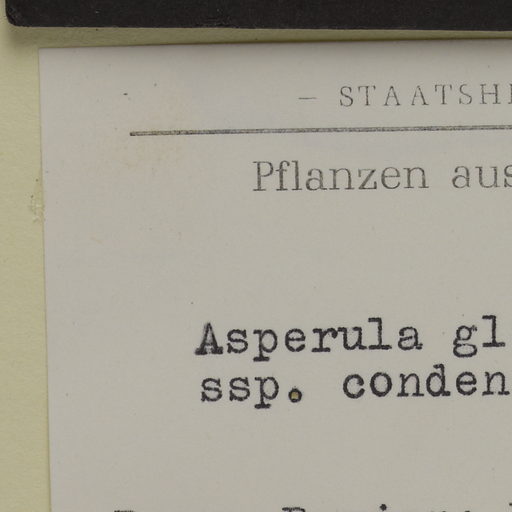 – STAATSH
Pflanzen aus
Asperula gl
ssp. conden